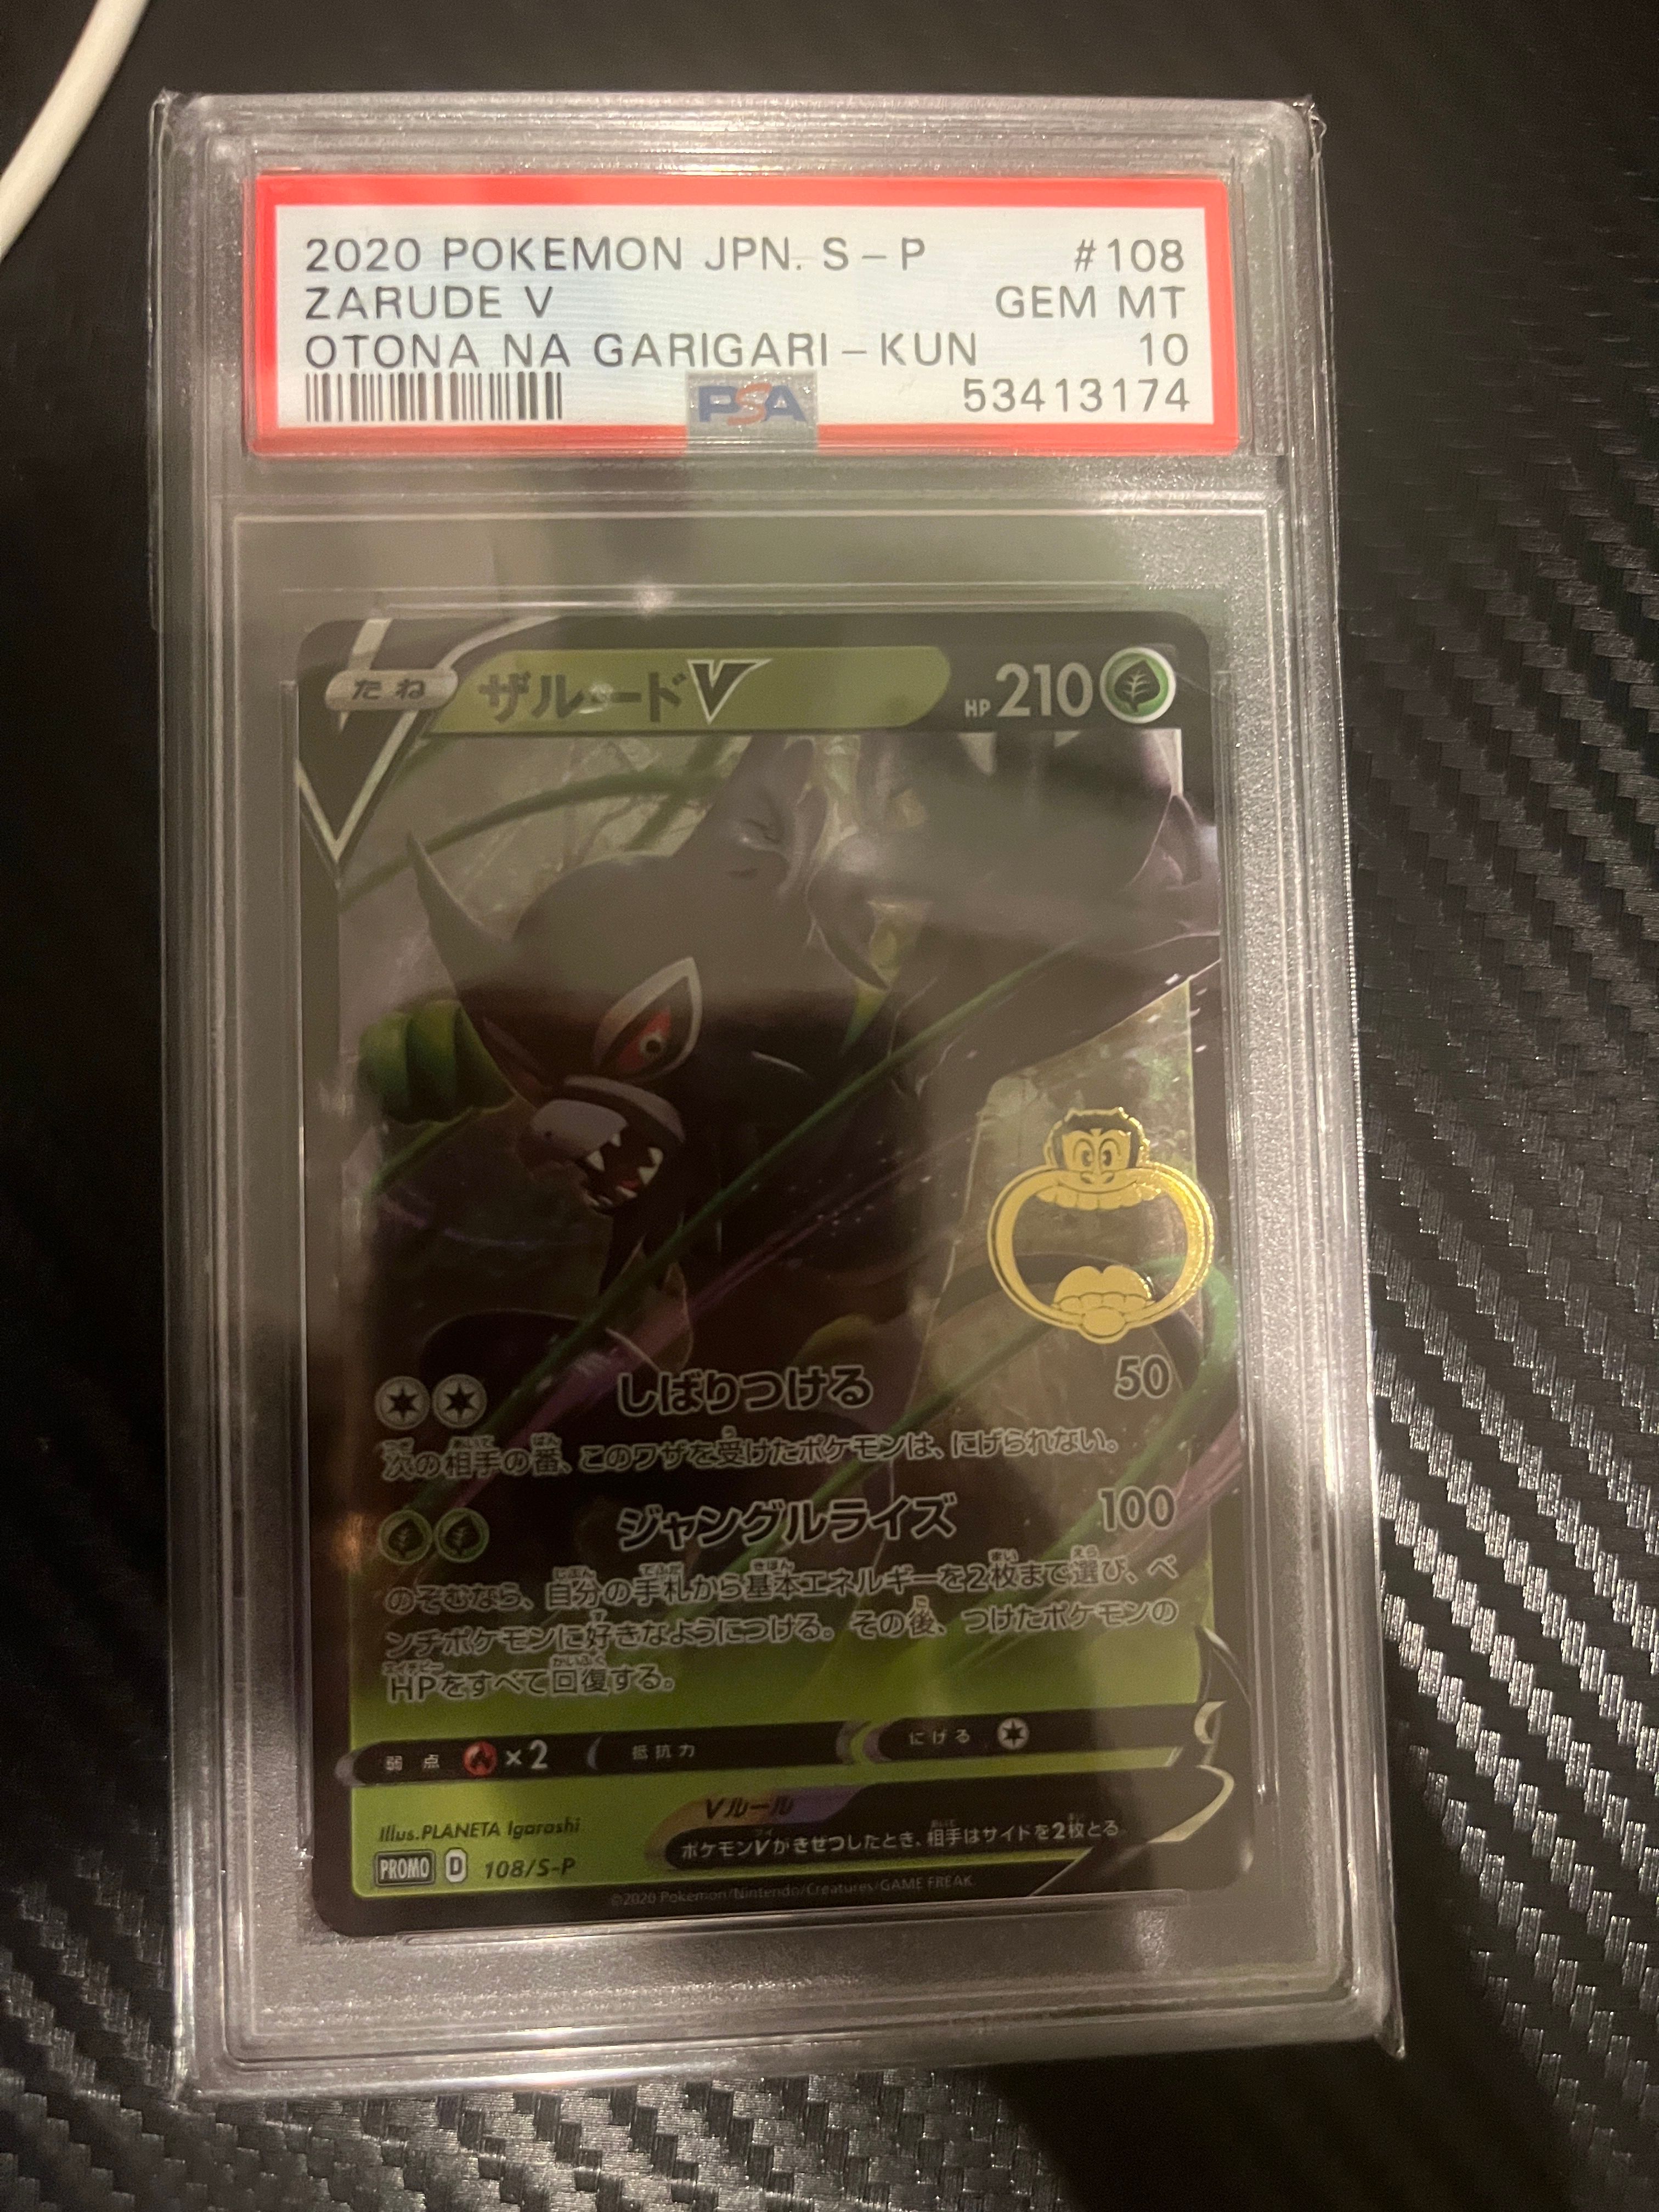 2020 POKEMON JPN. S-P #108
ZARUDE V GEM MT
OTONA NA GARIGARI-KUN 10
PSA 53413174
たね ザルードV HP 210
しばりつける 50
次の相手の番、このワザを受けたポケモンは、にげられない。
ジャングルライズ 100
のぞむなら、自分の手札から基本エネルギーを2枚まで選び、ベ
ンチポケモンに好きなようにつける。その後、つけたポケモンの
HPをすべて回復する。
弱点 ×2 抵抗力 にげる
Vルール
Illus.PLANETA Igarashi
ポケモンVがきぜつしたとき、相手はサイドを2枚とる。
PROMO D 108/S-P
©2020 Pokémon/Nintendo/Creatures/GAME FREAK